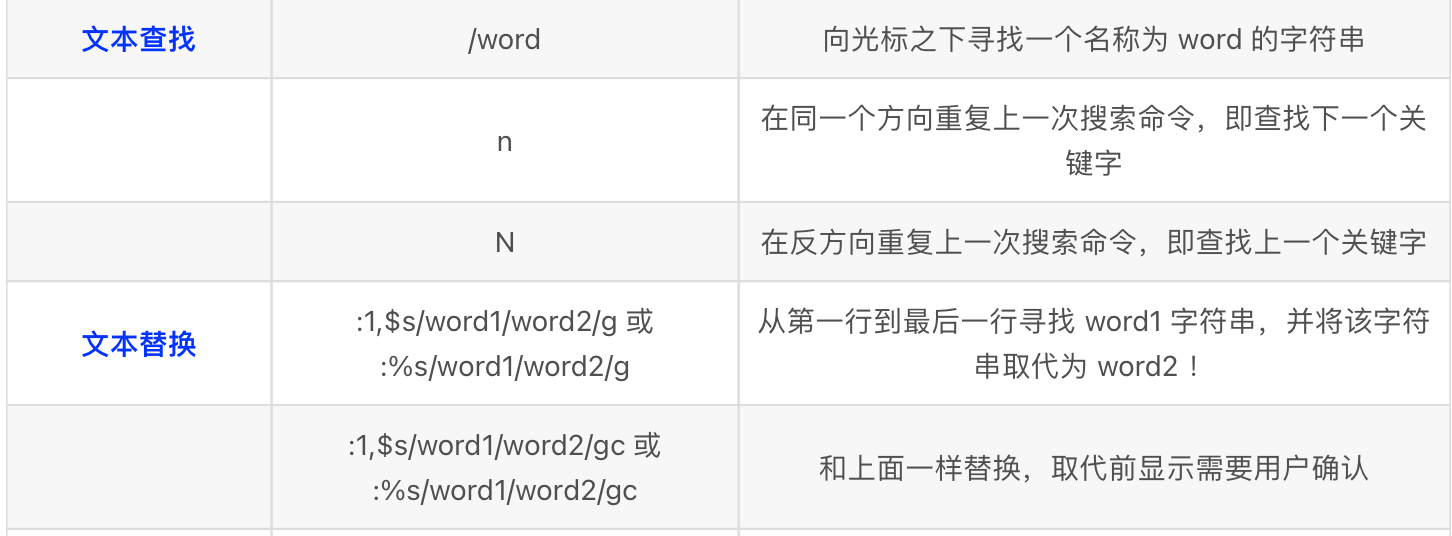 文本查找 /word 向光标之下寻找一个名称为 word 的字符串
n 在同一个方向重复上一次搜索命令，即查找下一个关
键字
N 在反方向重复上一次搜索命令，即查找上一个关键字
文本替换
:1,$s/word1/word2/g 或
:%s/word1/word2/g
从第一行到最后一行寻找 word1 字符串，并将该字符
串取代为 word2 ！
:1,$s/word1/word2/gc 或
:%s/word1/word2/gc
和上面一样替换，取代前显示需要用户确认